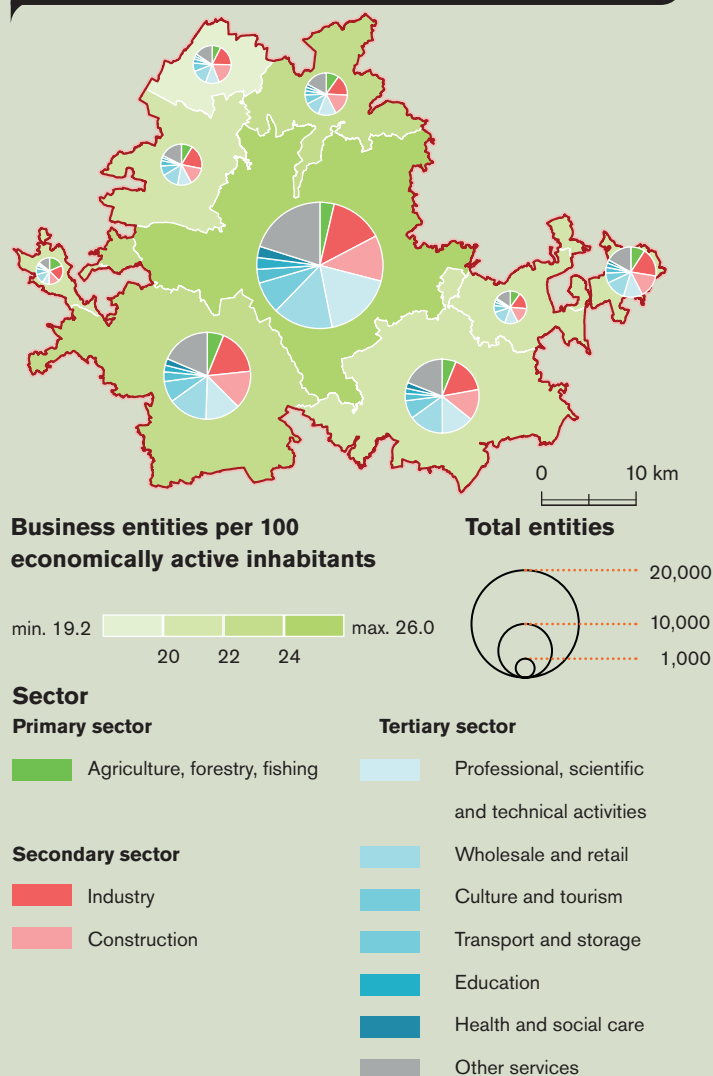 0 10 km
Business entities per 100
economically active inhabitants
min. 19.2 max. 26.0
20 22 24
Total entities
20,000
10,000
1,000
Sector
Primary sector
Agriculture, forestry, fishing
Secondary sector
Industry
Construction
Tertiary sector
Professional, scientific
and technical activities
Wholesale and retail
Culture and tourism
Transport and storage
Education
Health and social care
Other services